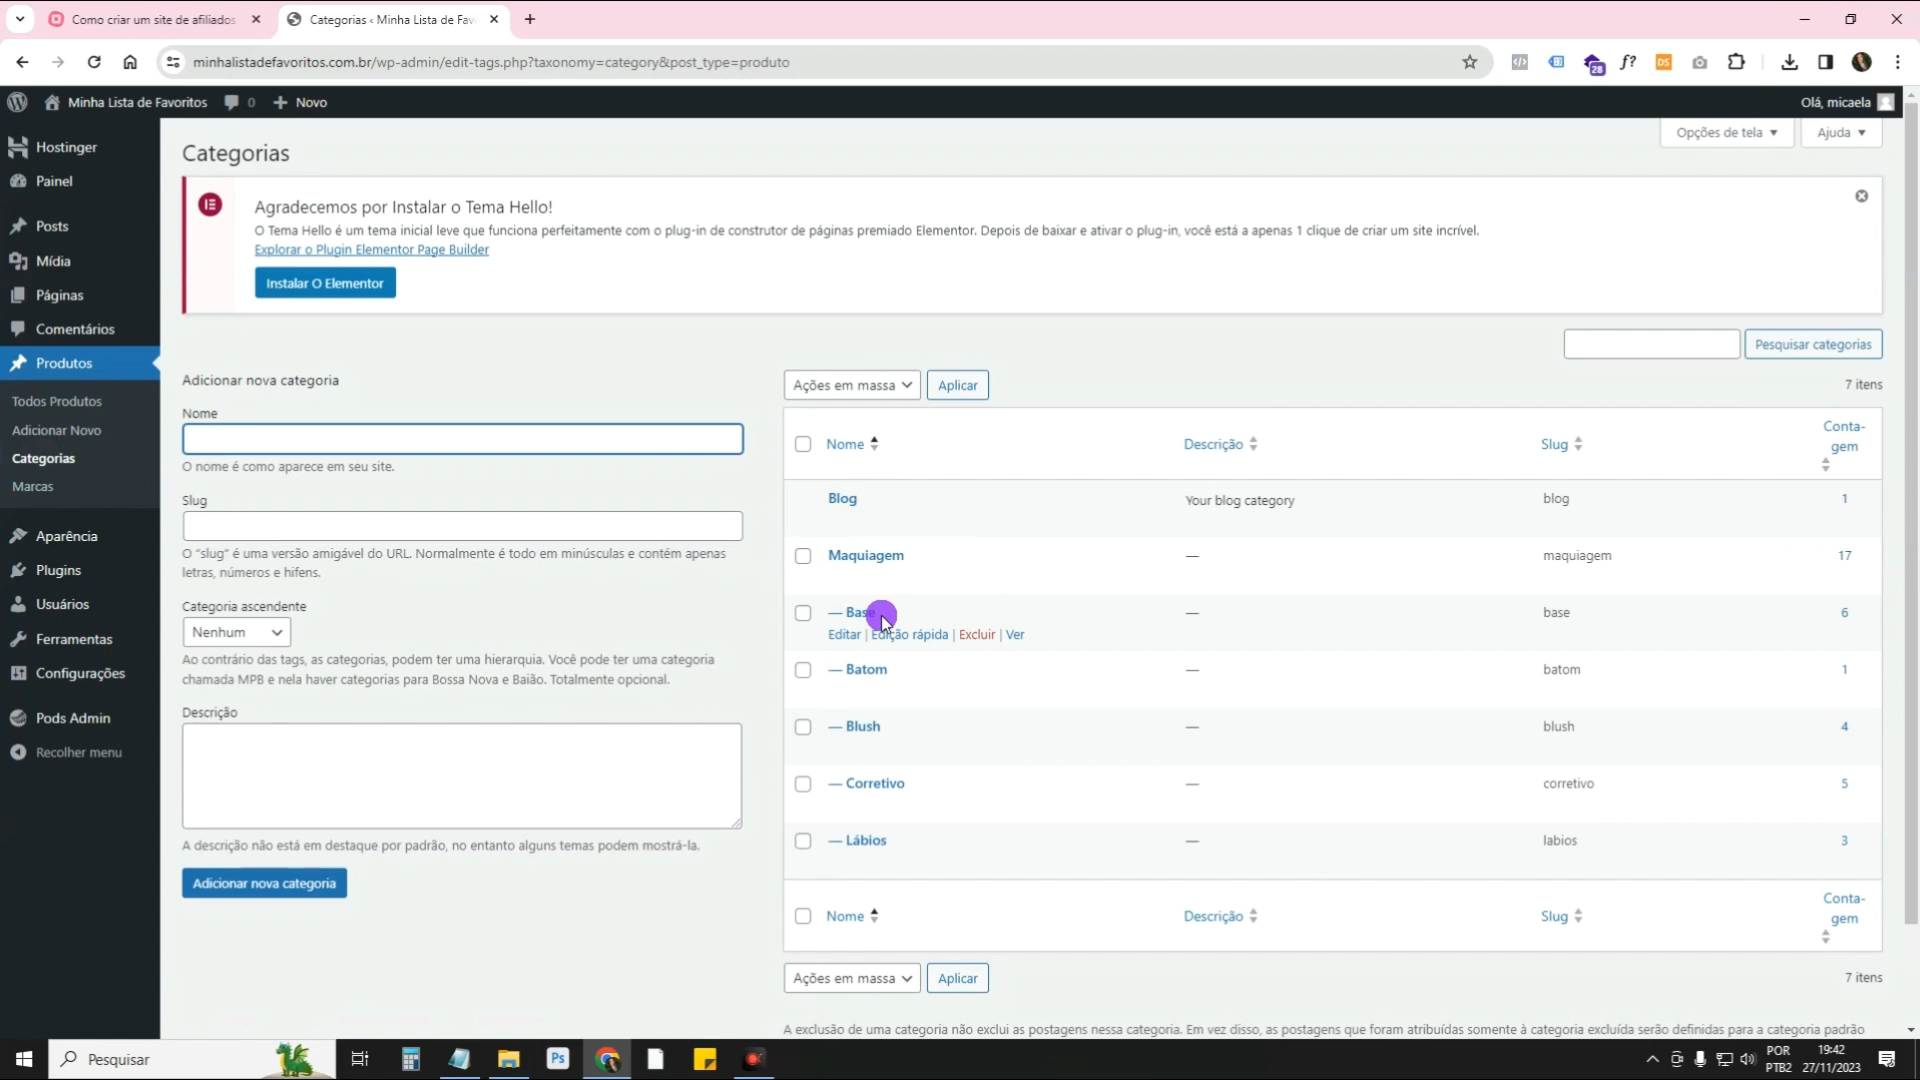 Como criar um site de afiliados
Categorias ‹ Minha Lista de Fav
minhalistadefavoritos.com.br/wp-admin/edit-tags.php?taxonomy=category&post_type=produto
28
f?
DS
Minha Lista de Favoritos
0
Novo
Olá, micaela
Hostinger
Painel
Posts
Mídia
Páginas
Comentários
Produtos
Todos Produtos
Adicionar Novo
Categorias
Marcas
Aparência
Plugins
Usuários
Ferramentas
Configurações
Pods Admin
Recolher menu
Opções de tela
Ajuda
Categorias
Agradecemos por Instalar o Tema Hello!
O Tema Hello é um tema inicial leve que funciona perfeitamente com o plug-in de construtor de páginas premiado Elementor. Depois de baixar e ativar o plug-in, você está a apenas 1 clique de criar um site incrível.
Explorar o Plugin Elementor Page Builder
Instalar O Elementor
Pesquisar categorias
Adicionar nova categoria
Nome
O nome é como aparece em seu site.
Slug
O “slug” é uma versão amigável do URL. Normalmente é todo em minúsculas e contém apenas
letras, números e hifens.
Categoria ascendente
Nenhum
Ao contrário das tags, as categorias, podem ter uma hierarquia. Você pode ter uma categoria
chamada MPB e nela haver categorias para Bossa Nova e Baião. Totalmente opcional.
Descrição
A descrição não está em destaque por padrão, no entanto alguns temas podem mostrá-la.
Adicionar nova categoria
Ações em massa
Aplicar
7 itens
Nome
Descrição
Slug
Conta-
gem
Blog
Your blog category
blog
1
Maquiagem
—
maquiagem
17
— Base
—
base
6
Editar | Edição rápida | Excluir | Ver
— Batom
—
batom
1
— Blush
—
blush
4
— Corretivo
—
corretivo
5
— Lábios
—
labios
3
Nome
Descrição
Slug
Conta-
gem
Ações em massa
Aplicar
7 itens
A exclusão de uma categoria não exclui as postagens nessa categoria. Em vez disso, as postagens que foram atribuídas somente à categoria excluída serão definidas para a categoria padrão
Pesquisar
Ps
POR
PTB2
19:42
27/11/2023